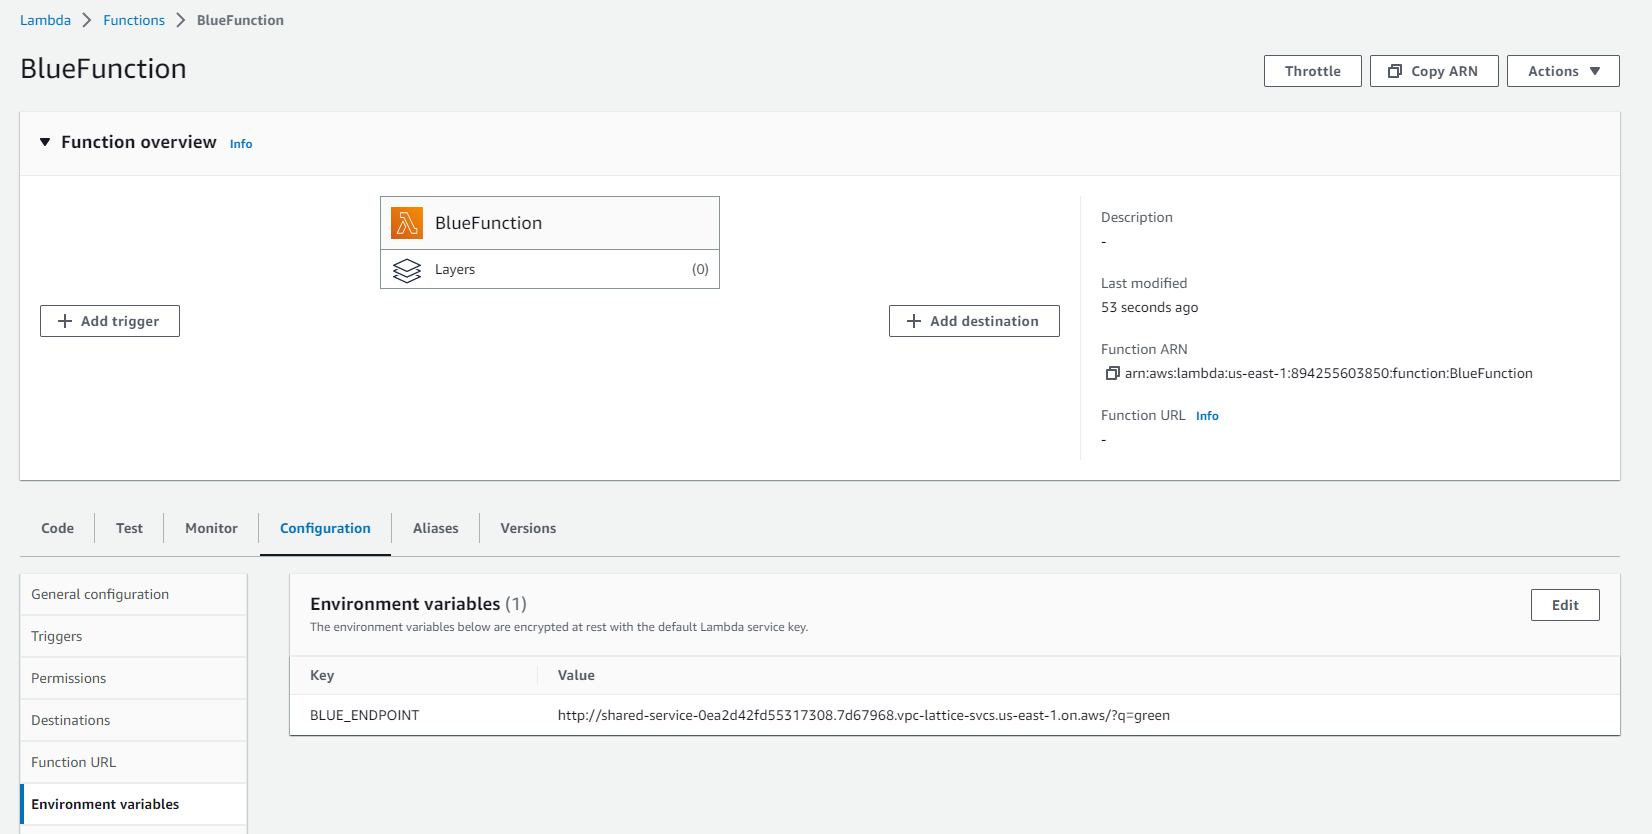 Lambda > Functions > BlueFunction
BlueFunction
Throttle Copy ARN Actions ▼
▼ Function overview Info
BlueFunction
Layers (0)
+ Add trigger
+ Add destination
Description
-
Last modified
53 seconds ago
Function ARN
arn:aws:lambda:us-east-1:894255603850:function:BlueFunction
Function URL Info
-
Code Test Monitor Configuration Aliases Versions
General configuration
Triggers
Permissions
Destinations
Function URL
Environment variables
Environment variables (1)
Edit
The environment variables below are encrypted at rest with the default Lambda service key.
Key Value
BLUE_ENDPOINT http://shared-service-0ea2d42fd55317308.7d67968.vpc-lattice-svcs.us-east-1.on.aws/?q=green